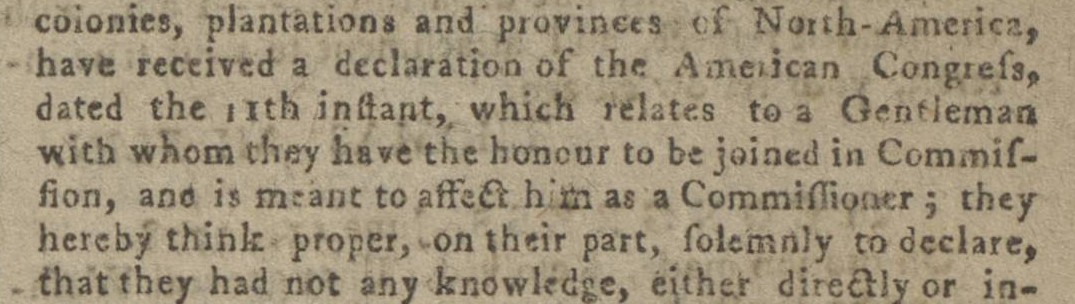 colonies, plantations and provinces of North-America,
have received a declaration of the American Congreſs,
dated the 11th inſtant, which relates to a Gentleman
with whom they have the honour to be joined in Commiſ-
ſion, and is meant to affect him as a Commiſſioner; they
hereby think proper, on their part, ſolemnly to declare,
that they had not any knowledge, either directly or in-